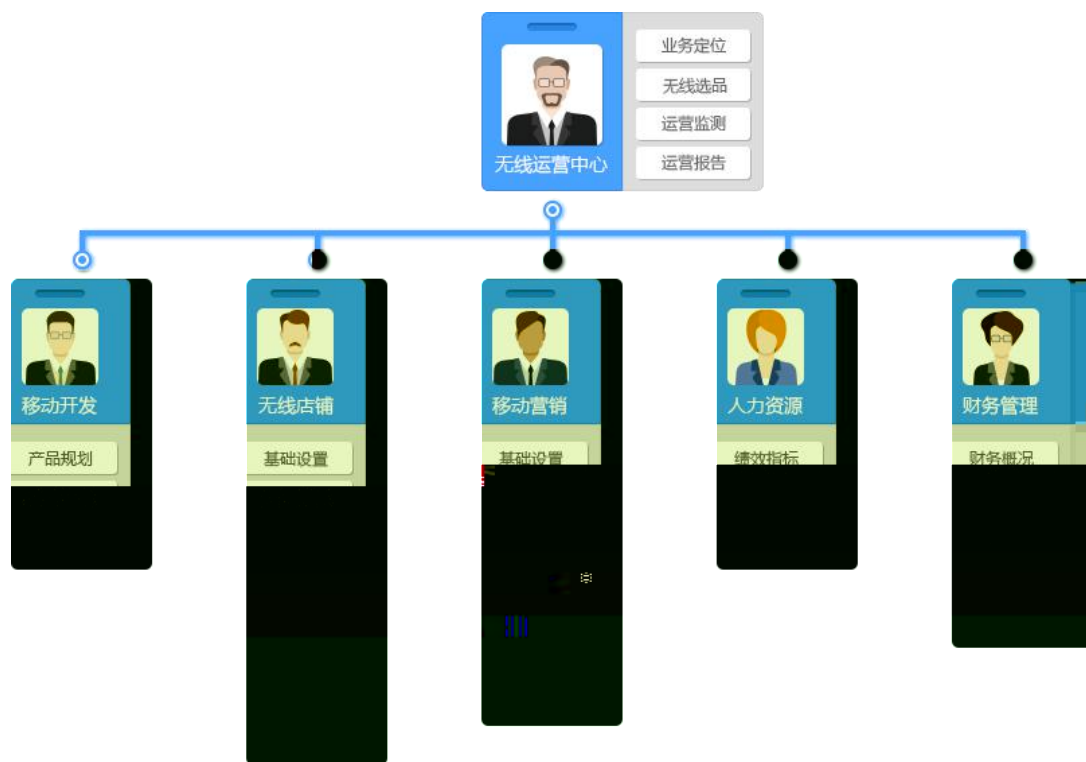 业务定位
无线选品
运营监测
运营报告
无线运营中心
移动开发
无线店铺
移动营销
人力资源
财务管理
产品规划
基础设置
基础设置
绩效指标
财务概况